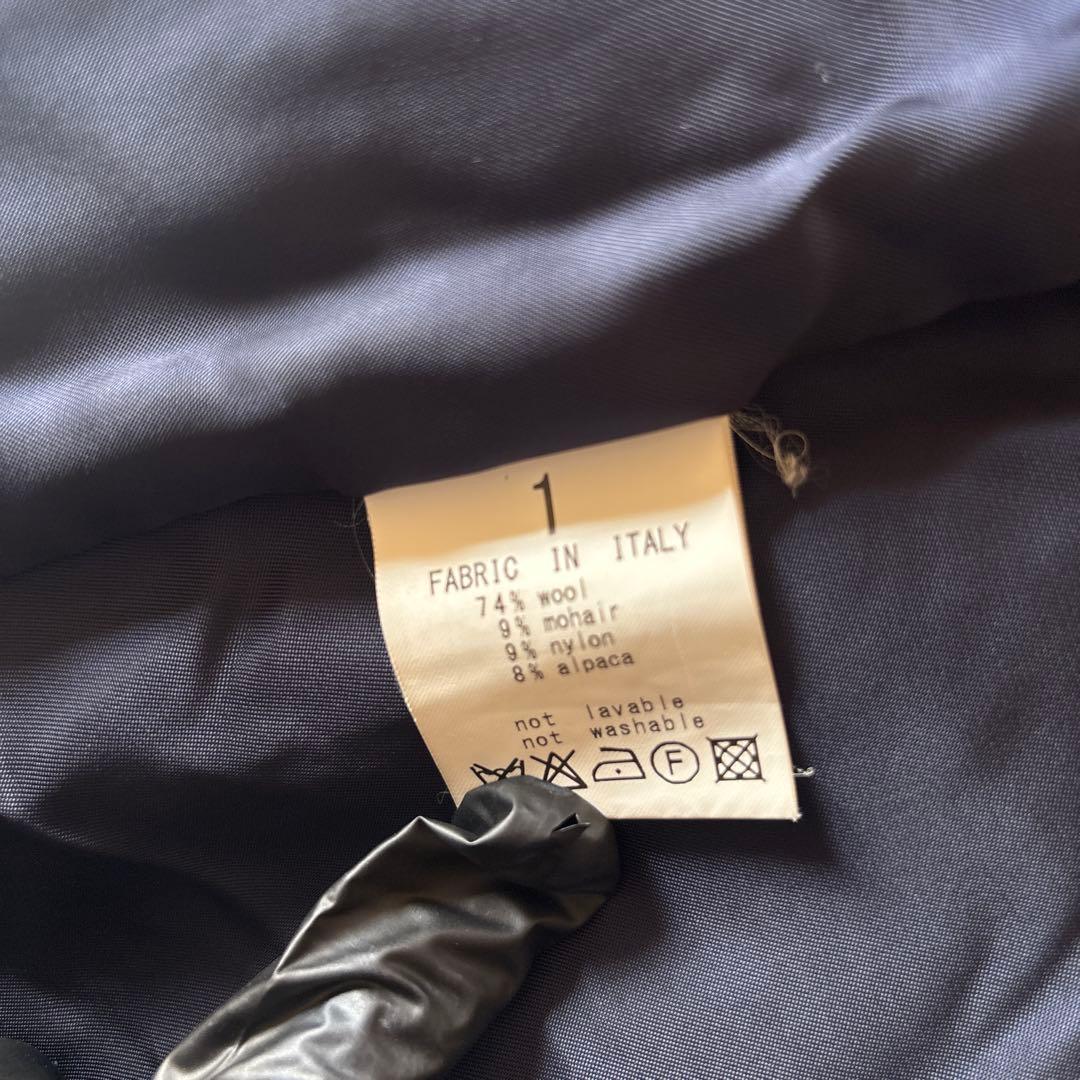 1
FABRIC IN ITALY
74% wool
9% mohair
9% nylon
8% alpaca
not lavable
not washable
F